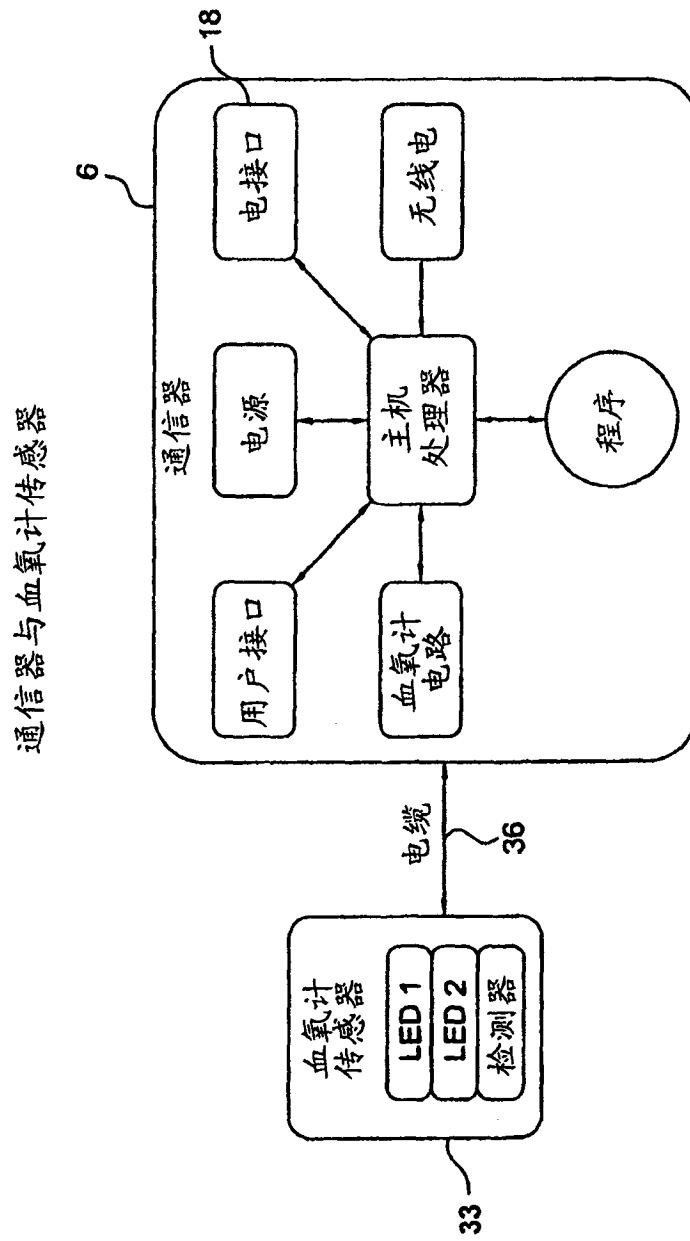 通信器与血氧计传感器
6
通信器
18
用户接口
电源
电接口
主机
处理器
血氧计
电路
无线电
程序
电缆
36
血氧计
传感器
LED 1
LED 2
检测器
33